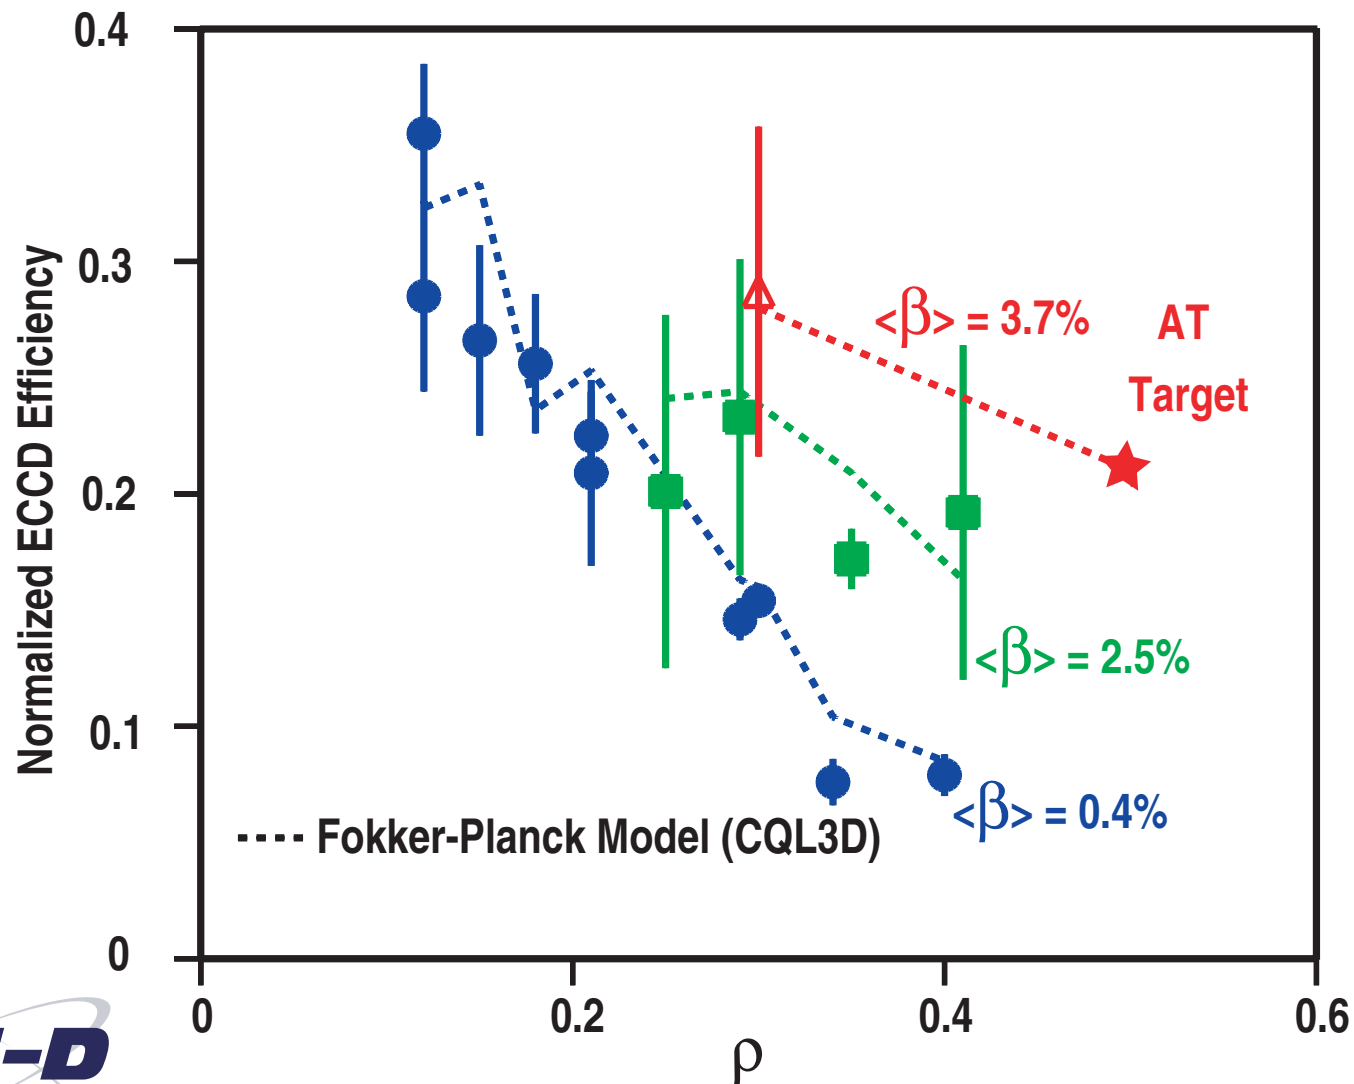 0.4
0.3
0.2
0.1
0
0
0.2
0.4
0.6
Normalized ECCD Efficiency
ρ
<β> = 3.7%
AT
Target
<β> = 2.5%
<β> = 0.4%
Fokker-Planck Model (CQL3D)
-D